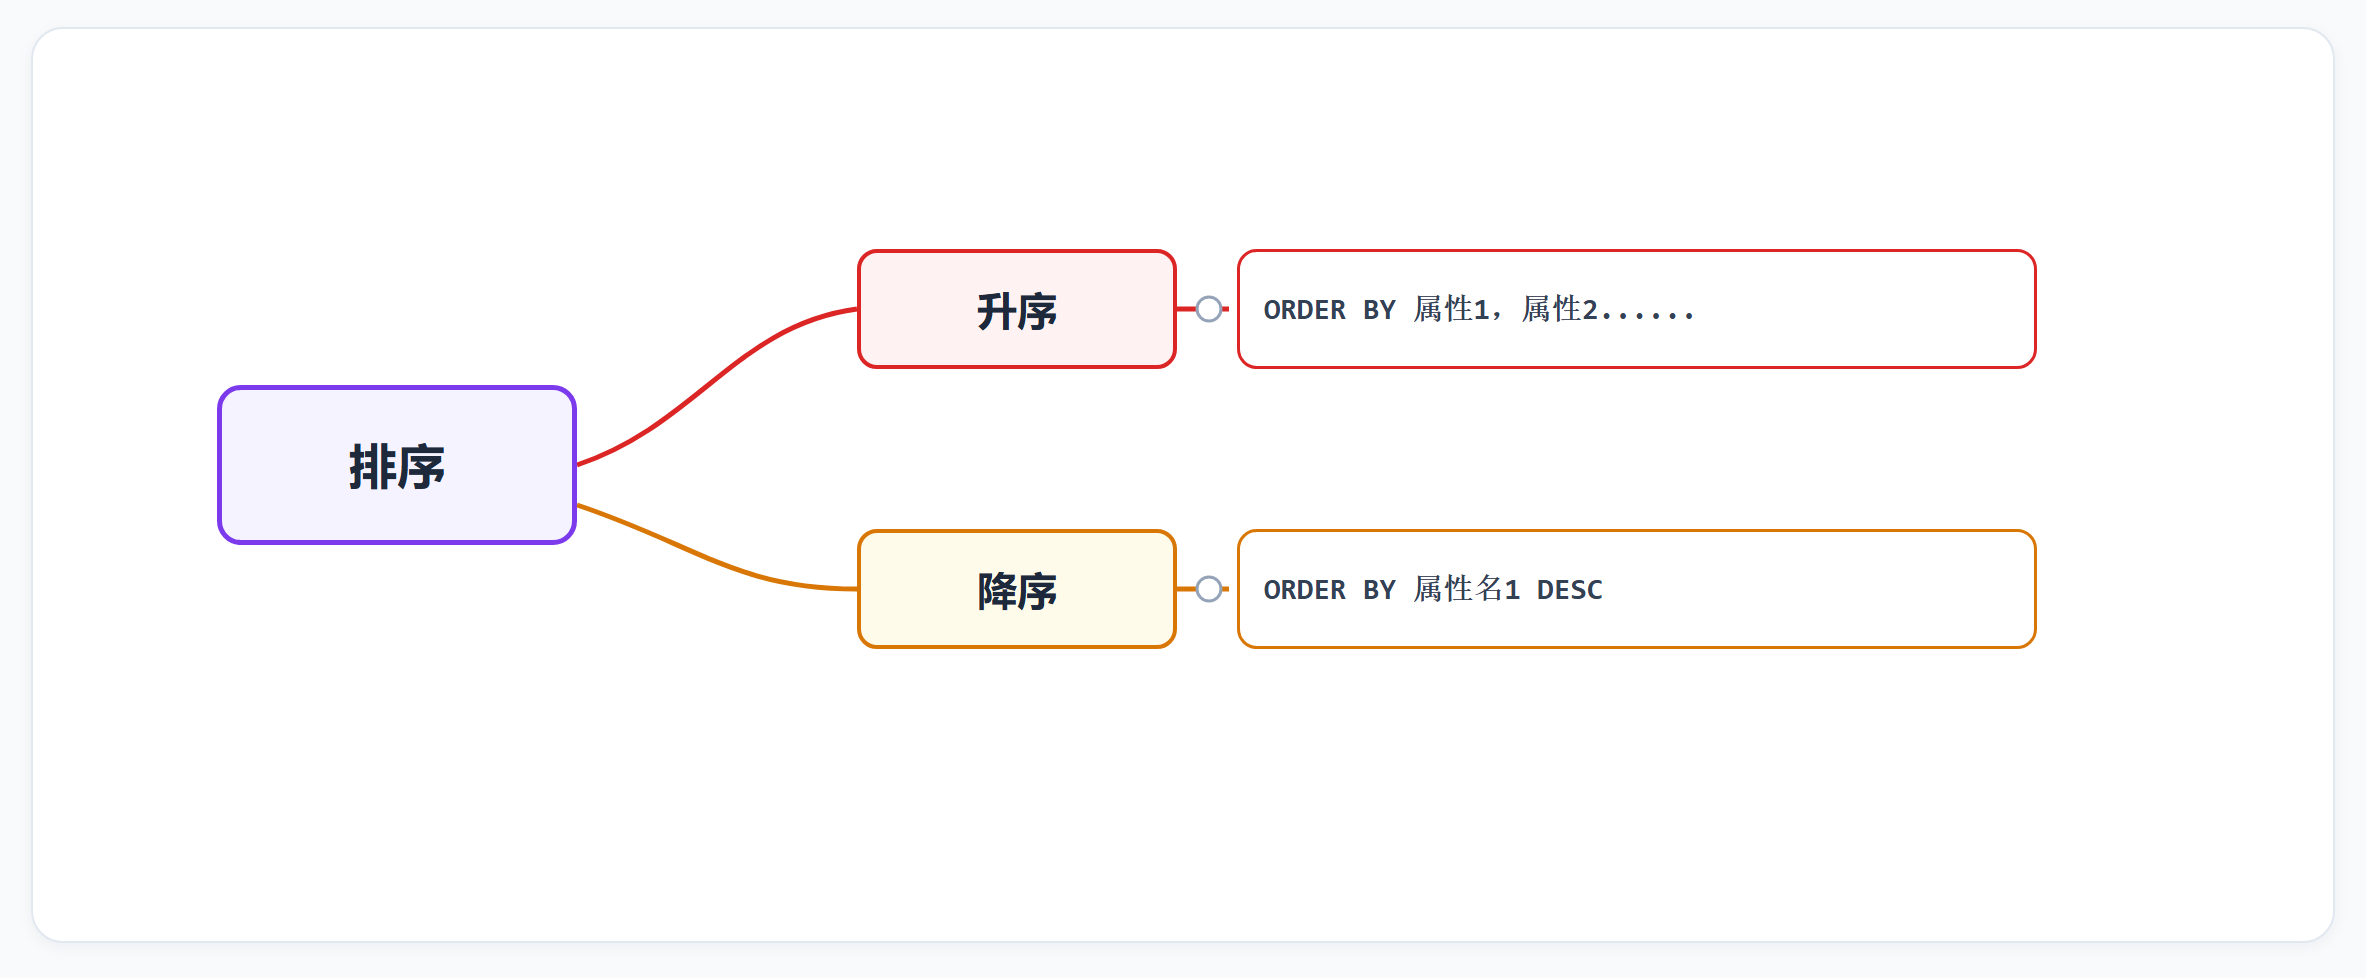 排序
升序
ORDER BY 属性1，属性2......
降序
ORDER BY 属性名1 DESC